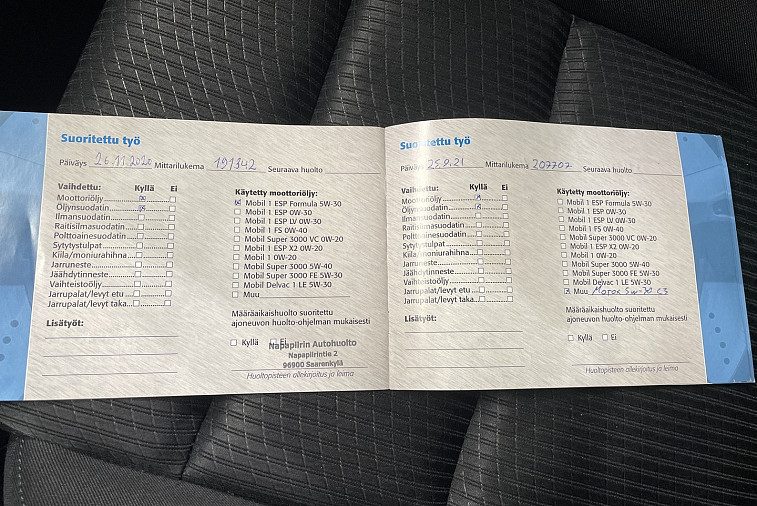 Suoritettu työ
Päiväys 26.11.2020 Mittarilukema 191342 Seuraava huolto
Vaihdettu: Kyllä Ei
Moottoriöljy
Öljynsuodatin
Ilmansuodatin
Raitisilmasuodatin
Polttoainesuodatin
Sytytystulpat
Kiila/moniurahihna
Jarruneste
Jäähdytinneste
Vaihteistoöljy
Jarrupalat/levyt etu
Jarrupalat/levyt taka
Lisätyöt:
Käytetty moottoriöljy:
Mobil 1 ESP Formula 5W-30
Mobil 1 ESP 0W-30
Mobil 1 ESP LV 0W-30
Mobil 1 FS 0W-40
Mobil Super 3000 VC 0W-20
Mobil 1 ESP X2 0W-20
Mobil 1 0W-20
Mobil Super 3000 5W-40
Mobil Super 3000 FE 5W-30
Mobil Delvac 1 LE 5W-30
Muu
Määräaikaishuolto suoritettu
ajoneuvon huolto-ohjelman mukaisesti
Kyllä Ei
Napapiirin Autohuolto
Napapiirintie 2
96900 Saarenkylä
Huoltopisteen allekirjoitus ja leima
Suoritettu työ
Päiväys 25.9.21 Mittarilukema 207702 Seuraava huolto
Vaihdettu: Kyllä Ei
Moottoriöljy
Öljynsuodatin
Ilmansuodatin
Raitisilmasuodatin
Polttoainesuodatin
Sytytystulpat
Kiila/moniurahihna
Jarruneste
Jäähdytinneste
Vaihteistoöljy
Jarrupalat/levyt etu
Jarrupalat/levyt taka
Lisätyöt:
Käytetty moottoriöljy:
Mobil 1 ESP Formula 5W-30
Mobil 1 ESP 0W-30
Mobil 1 ESP LV 0W-30
Mobil 1 FS 0W-40
Mobil Super 3000 VC 0W-20
Mobil 1 ESP X2 0W-20
Mobil 1 0W-20
Mobil Super 3000 5W-40
Mobil Super 3000 FE 5W-30
Mobil Delvac 1 LE 5W-30
Muu 5w-30 C3
Määräaikaishuolto suoritettu
ajoneuvon huolto-ohjelman mukaisesti
Kyllä Ei
Huoltopisteen allekirjoitus ja leima